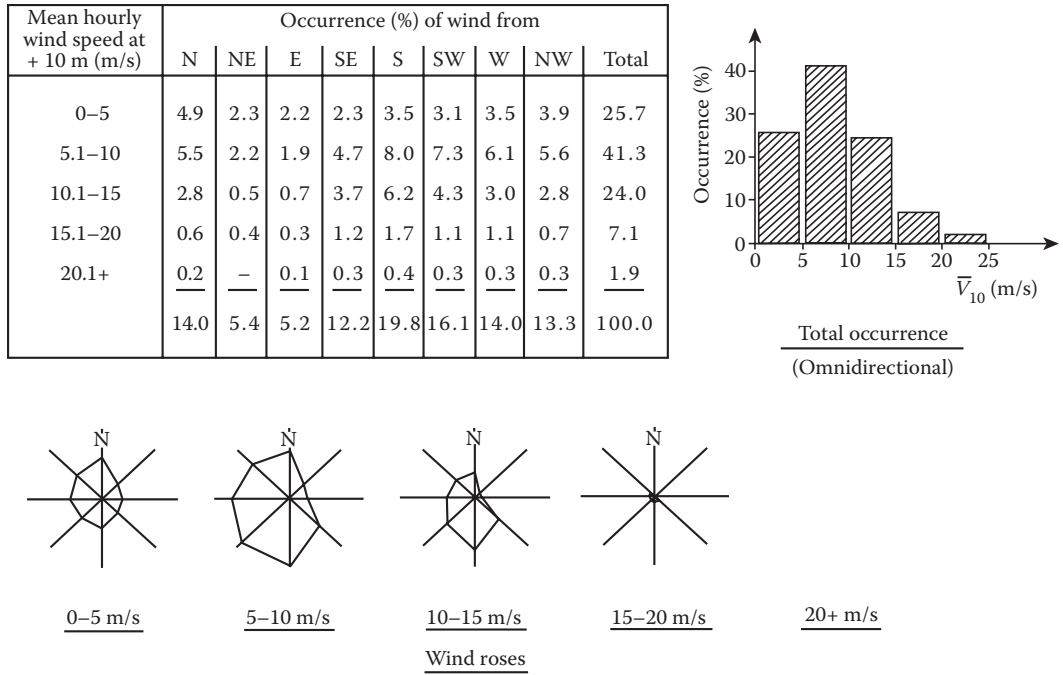 Mean hourly
wind speed at
+ 10 m (m/s)
Occurrence (%) of wind from
N NE E SE S SW W NW Total
0–5 4.9 2.3 2.2 2.3 3.5 3.1 3.5 3.9 25.7
5.1–10 5.5 2.2 1.9 4.7 8.0 7.3 6.1 5.6 41.3
10.1–15 2.8 0.5 0.7 3.7 6.2 4.3 3.0 2.8 24.0
15.1–20 0.6 0.4 0.3 1.2 1.7 1.1 1.1 0.7 7.1
20.1+ 0.2 – 0.1 0.3 0.4 0.3 0.3 0.3 1.9
14.0 5.4 5.2 12.2 19.8 16.1 14.0 13.3 100.0
Occurrence (%)
40
30
20
10
0
0 5 10 15 20 25
V̅10 (m/s)
Total occurrence
(Omnidirectional)
N N N N
0–5 m/s 5–10 m/s 10–15 m/s 15–20 m/s 20+ m/s
Wind roses